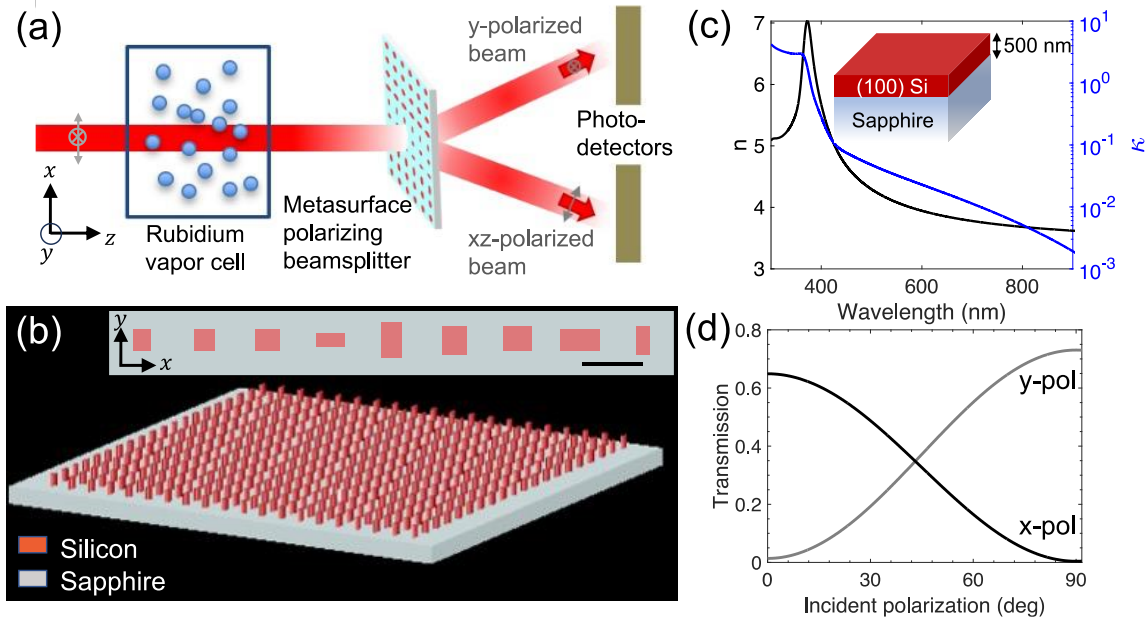 (a)
y-polarized
beam
Photo-
detectors
x
y
z
Rubidium
vapor cell
Metasurface
polarizing
beamsplitter
xz-polarized
beam
(b)
y
x
Silicon
Sapphire
(c)
7
6
5
4
3
n
400
600
800
Wavelength (nm)
10^1
10^0
10^-1
10^-2
10^-3
κ
500 nm
(100) Si
Sapphire
(d)
0.8
0.6
0.4
0.2
0
Transmission
y-pol
x-pol
0
30
60
90
Incident polarization (deg)